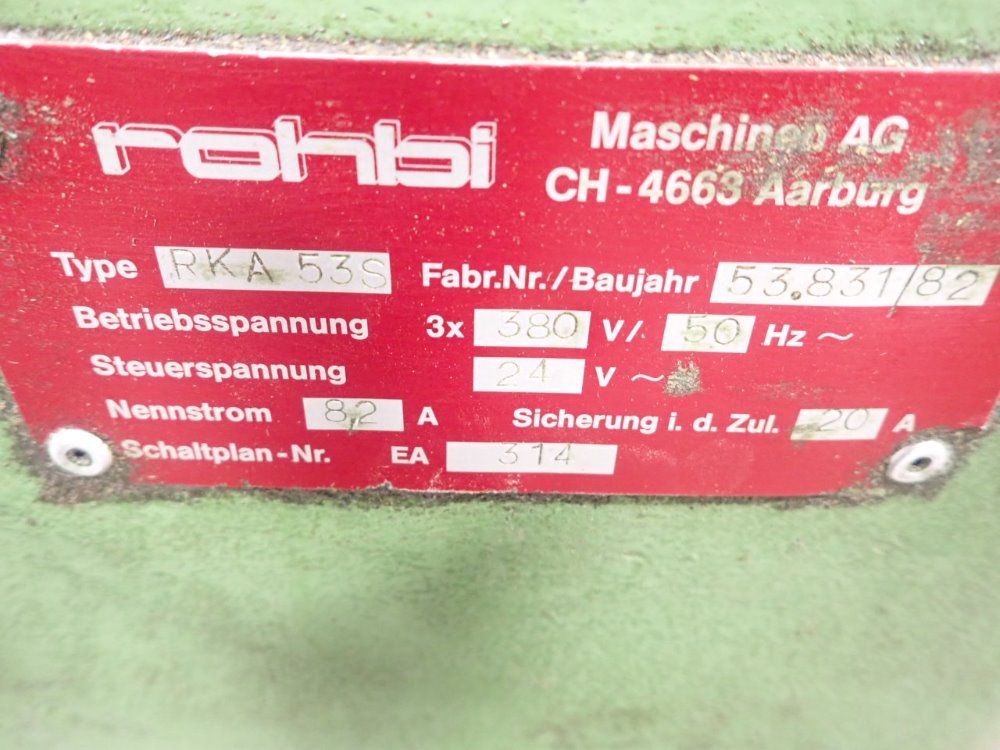 rohbi
Maschinen AG
CH-4663 Aarburg
Type RKA 53S Fabr.Nr./Baujahr 53.831/82
Betriebsspannung 3x 380 V/ 50 Hz ~
Steuerspannung 24 V ~
Nennstrom 8,2 A Sicherung i. d. Zul. 20 A
Schaltplan-Nr. EA 314